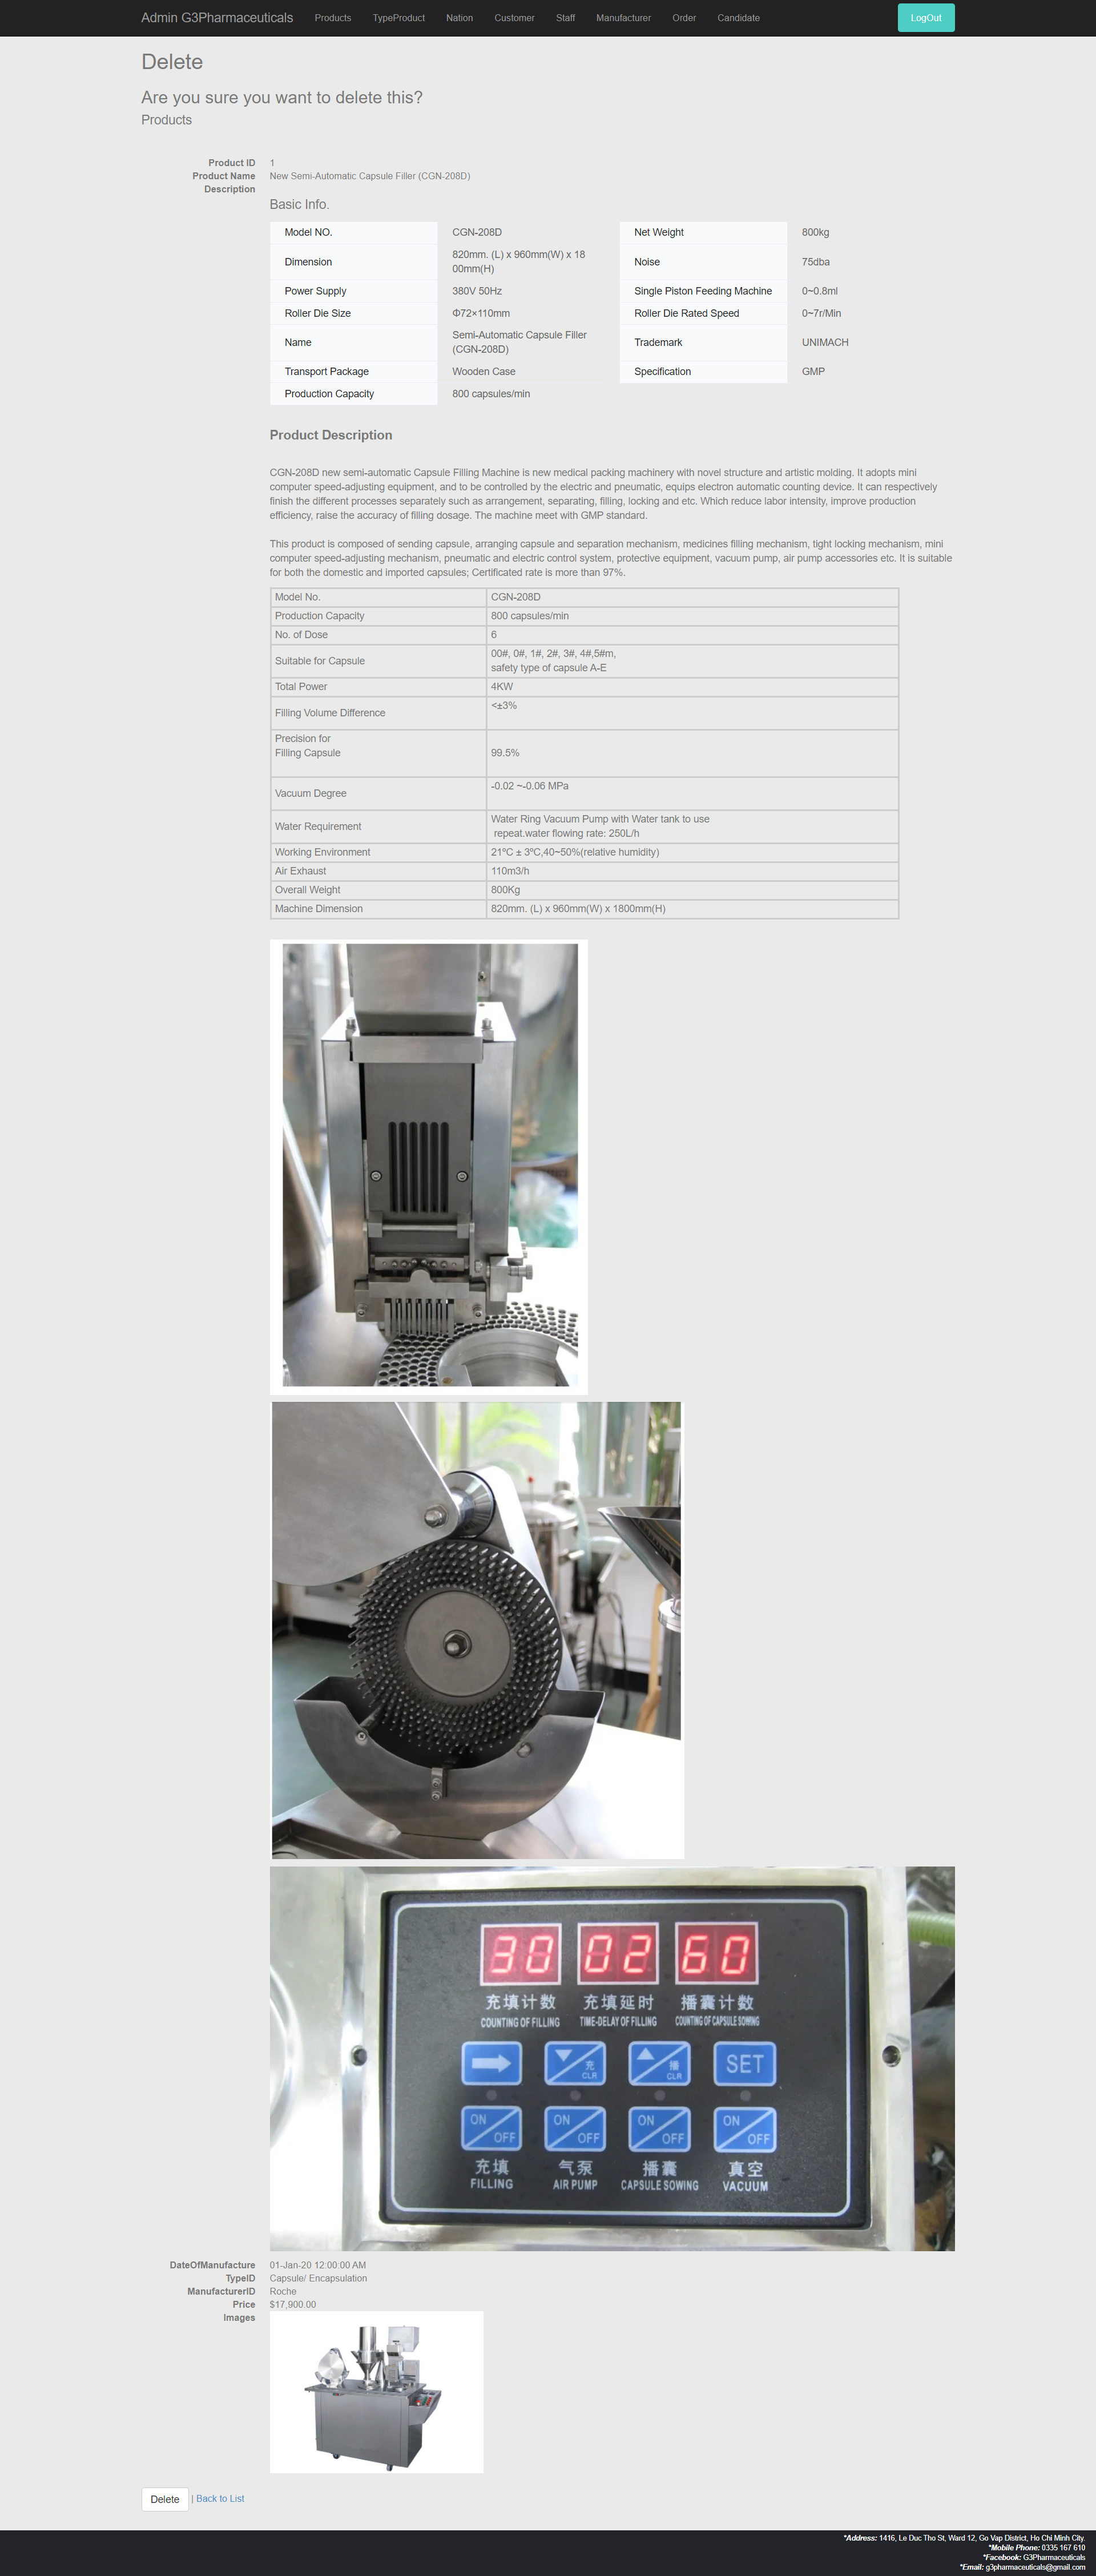 Admin G3Pharmaceuticals Products TypeProduct Nation Customer Staff Manufacturer Order Candidate LogOut
Delete
Are you sure you want to delete this?
Products
Product ID 1
Product Name New Semi-Automatic Capsule Filler (CGN-208D)
Description
Basic Info.
Model NO. CGN-208D Net Weight 800kg
Dimension 820mm. (L) x 960mm(W) x 18
00mm(H) Noise 75dba
Power Supply 380V 50Hz Single Piston Feeding Machine 0~0.8ml
Roller Die Size Φ72×110mm Roller Die Rated Speed 0~7r/Min
Name Semi-Automatic Capsule Filler
(CGN-208D) Trademark UNIMACH
Transport Package Wooden Case Specification GMP
Production Capacity 800 capsules/min
Product Description
CGN-208D new semi-automatic Capsule Filling Machine is new medical packing machinery with novel structure and artistic molding. It adopts mini
computer speed-adjusting equipment, and to be controlled by the electric and pneumatic, equips electron automatic counting device. It can respectively
finish the different processes separately such as arrangement, separating, filling, locking and etc. Which reduce labor intensity, improve production
efficiency, raise the accuracy of filling dosage. The machine meet with GMP standard.
This product is composed of sending capsule, arranging capsule and separation mechanism, medicines filling mechanism, tight locking mechanism, mini
computer speed-adjusting mechanism, pneumatic and electric control system, protective equipment, vacuum pump, air pump accessories etc. It is suitable
for both the domestic and imported capsules; Certificated rate is more than 97%.
Model No. CGN-208D
Production Capacity 800 capsules/min
No. of Dose 6
Suitable for Capsule 00#, 0#, 1#, 2#, 3#, 4#,5#m,
safety type of capsule A-E
Total Power 4KW
Filling Volume Difference <±3%
Precision for
Filling Capsule 99.5%
Vacuum Degree -0.02 ~-0.06 MPa
Water Requirement Water Ring Vacuum Pump with Water tank to use
repeat.water flowing rate: 250L/h
Working Environment 21ºC ± 3ºC,40~50%(relative humidity)
Air Exhaust 110m3/h
Overall Weight 800Kg
Machine Dimension 820mm. (L) x 960mm(W) x 1800mm(H)
30 02 60
充填计数 充填延时 播囊计数
COUNTING OF FILLING TIME-DELAY OF FILLING COUNTING OF CAPSULE SOWING
充 CLR 播 CLR SET
ON OFF ON OFF ON OFF ON OFF
充填 气泵 播囊 真空
FILLING AIR PUMP CAPSULE SOWING VACUUM
DateOfManufacture 01-Jan-20 12:00:00 AM
TypeID Capsule/ Encapsulation
ManufacturerID Roche
Price $17,900.00
Images
Delete | Back to List
*Address: 1416, Le Duc Tho St, Ward 12, Go Vap District, Ho Chi Minh City.
*Mobile Phone: 0335 167 610
*Facebook: G3Pharmaceuticals
*Email: g3pharmaceuticals@gmail.com